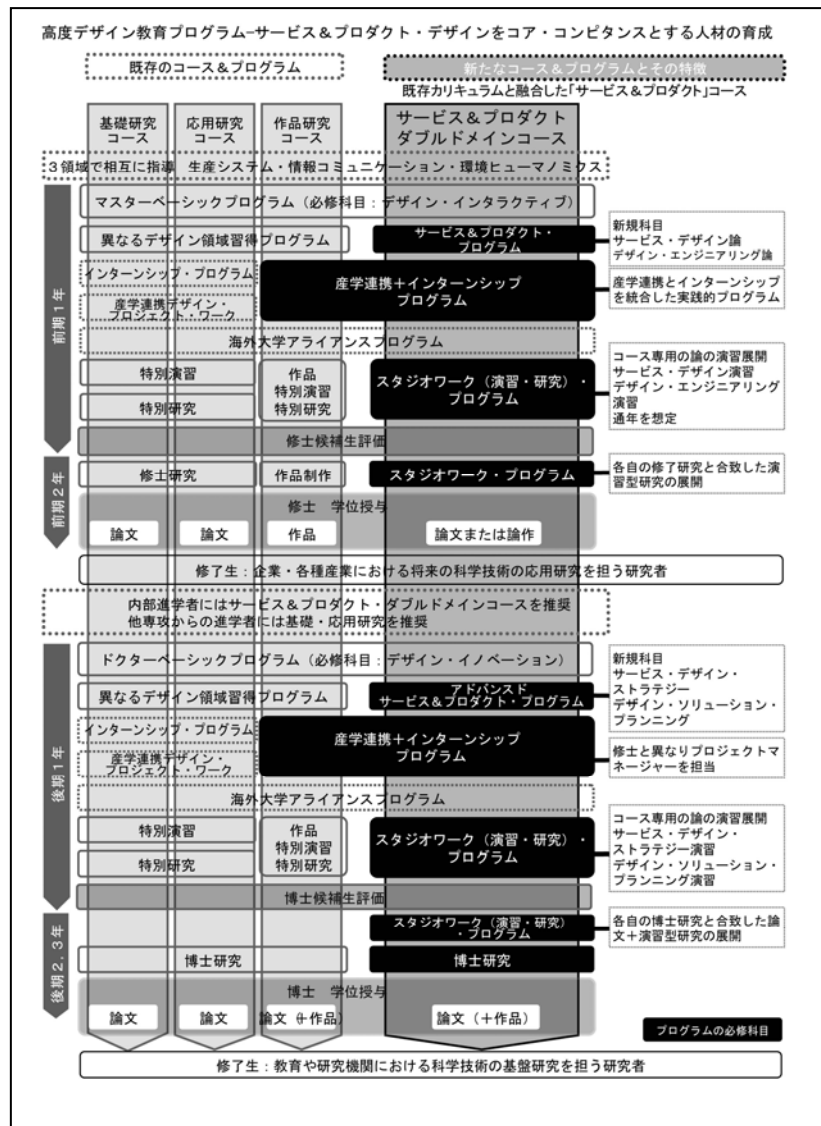 高度デザイン教育プログラム−サービス＆プロダクト・デザインをコア・コンピタンスとする人材の育成
既存のコース＆プログラム
新たなコース＆プログラムとその特徴
既存カリキュラムと融合した「サービス＆プロダクト」コース
基礎研究
コース
応用研究
コース
作品研究
コース
サービス＆プロダクト
ダブルドメインコース
３領域で相互に指導　生産システム・情報コミュニケーション・環境ヒューマノミクス
前期１年
マスターベーシックプログラム（必修科目：デザイン・インタラクティブ）
異なるデザイン領域習得プログラム
サービス＆プロダクト・
プログラム
新規科目
サービス・デザイン論
デザイン・エンジニアリング論
インターンシップ・プログラム
産学連携デザイン・
プロジェクト・ワーク
産学連携＋インターンシップ
プログラム
産学連携とインターンシップ
を統合した実践的プログラム
海外大学アライアンスプログラム
特別演習
特別研究
作品
特別演習
特別研究
スタジオワーク（演習・研究）・
プログラム
コース専用の論の演習展開
サービス・デザイン演習
デザイン・エンジニアリング
演習
通年を想定
修士候補生評価
前期２年
修士研究
作品制作
スタジオワーク・プログラム
各自の修了研究と合致した演
習型研究の展開
修士　学位授与
論文
論文
作品
論文または論作
修了生：企業・各種産業における将来の科学技術の応用研究を担う研究者
内部進学者にはサービス＆プロダクト・ダブルドメインコースを推奨
他専攻からの進学者には基礎・応用研究を推奨
後期１年
ドクターベーシックプログラム（必修科目：デザイン・イノベーション）
異なるデザイン領域習得プログラム
アドバンスド
サービス＆プロダクト・プログラム
新規科目
サービス・デザイン・
ストラテジー
デザイン・ソリューション・
プランニング
インターンシップ・プログラム
産学連携デザイン・
プロジェクト・ワーク
産学連携＋インターンシップ
プログラム
修士と異なりプロジェクトマ
ネージャーを担当
海外大学アライアンスプログラム
特別演習
特別研究
作品
特別演習
特別研究
スタジオワーク（演習・研究）・
プログラム
コース専用の論の演習展開
サービス・デザイン・
ストラテジー演習
デザイン・ソリューション・
プランニング演習
博士候補生評価
後期２．３年
スタジオワーク（演習・研究）
・プログラム
各自の博士研究と合致した論
文＋演習型研究の展開
博士研究
博士研究
博士　学位授与
論文
論文
論文（＋作品）
論文（＋作品）
プログラムの必修科目
修了生：教育や研究機関における科学技術の基盤研究を担う研究者